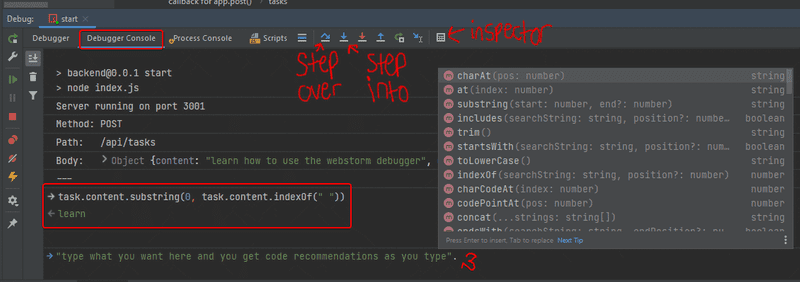 callback for app.post() > tasks
Debug: start
Debugger Debugger Console Process Console Scripts
inspector
step over
step into
> backend@0.0.1 start
> node index.js
Server running on port 3001
Method: POST
Path: /api/tasks
Body: > Object {content: "learn how to use the webstorm debugger",
---
task.content.substring(0, task.content.indexOf(" "))
learn
"type what you want here and you get code recommendations as you type".
charAt(pos: number) string
at(index: number) string
substring(start: number, end?: number) string
includes(searchString: string, position?: numbe… boolean
trim() string
startsWith(searchString: string, position?: num… boolean
toLowerCase() string
indexOf(searchString: string, position?: number) number
charCodeAt(index: number) number
codePointAt(pos: number) number
concat(...strings: string[]) string
endsWith(searchString: string, endPosition?: num… boolean
Press Enter to insert, Tab to replace Next Tip